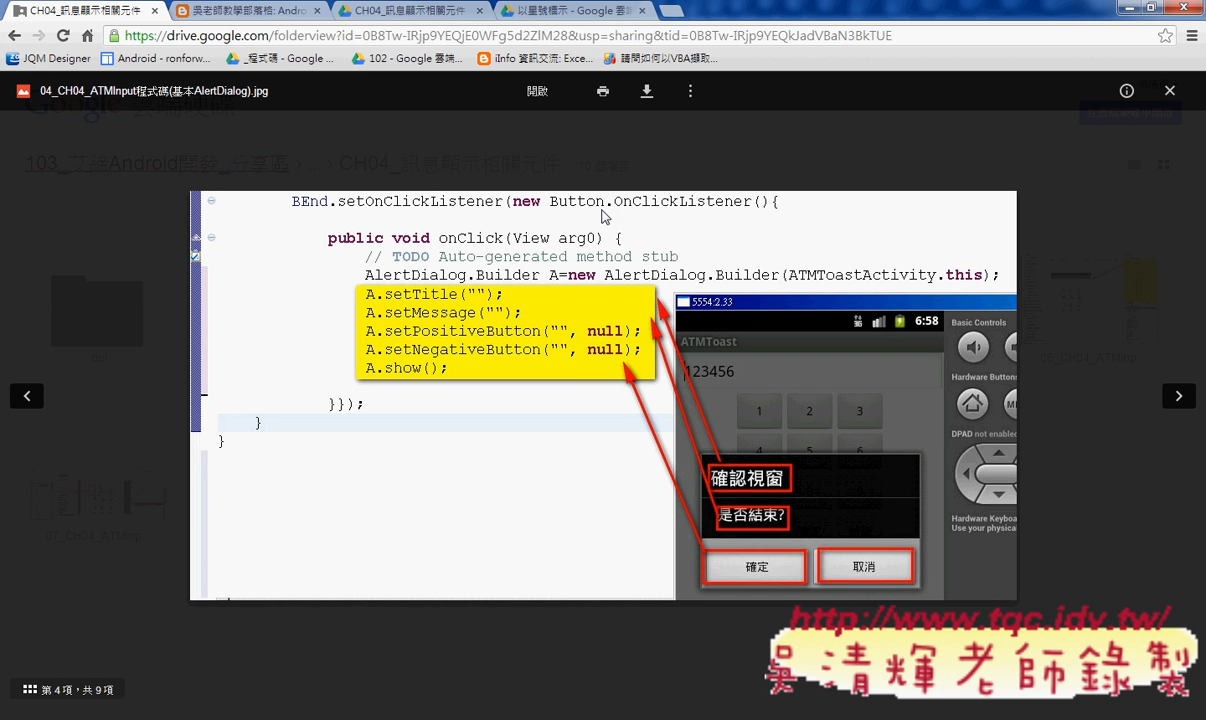 CH04_訊息顯示相關元件
吳老師教學部落格: Andro
CH04_訊息顯示相關元件
以星號標示 - Google 雲端
https://drive.google.com/folderview?id=0B8Tw-IRjp9YEQjE0WFg5d2ZlM28&usp=sharing&tid=0B8Tw-IRjp9YEQkJadVBaN3BkTUE
JQM Designer
Android - ronforw...
_程式碼 - Google ...
102 - Google 雲端...
iInfo 資訊交流: Exce...
請問如何以VBA擷取...
04_CH04_ATMInput程式碼(基本AlertDialog).jpg
開啟
103_艾鍗Android開發_分享區 › ... › CH04_訊息顯示相關元件
BEnd.setOnClickListener(new Button.OnClickListener(){
public void onClick(View arg0) {
// TODO Auto-generated method stub
AlertDialog.Builder A=new AlertDialog.Builder(ATMToastActivity.this);
A.setTitle("");
A.setMessage("");
A.setPositiveButton("", null);
A.setNegativeButton("", null);
A.show();
}});
}
}
5554:2.33
6:58
ATMToast
123456
1
2
3
確認視窗
是否結束?
確定
取消
Basic Controls
Hardware Buttons
DPAD not enabled
Hardware Keyboa
Use your physical
07_CH04_ATMInp
第 4 項，共 9 項
http://www.tqc.idv.tw/
吳清輝老師錄製